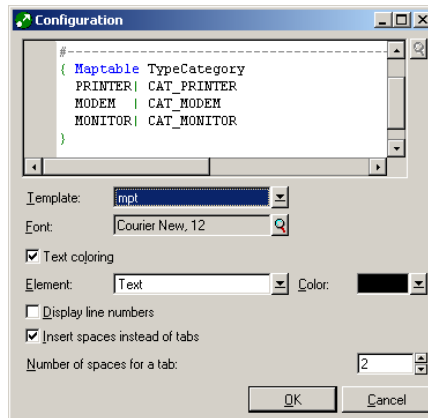 Configuration
#---------------------------------------------
{ Maptable TypeCategory
PRINTER| CAT_PRINTER
MODEM | CAT_MODEM
MONITOR| CAT_MONITOR
}
Template: mpt
Font: Courier New, 12
Text coloring
Element: Text Color:
Display line numbers
Insert spaces instead of tabs
Number of spaces for a tab: 2
OK Cancel